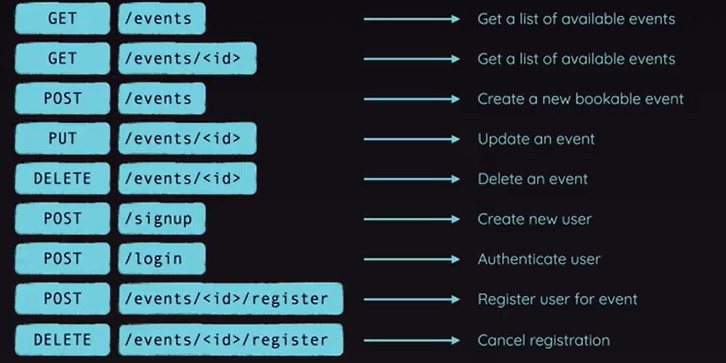 GET /events Get a list of available events
GET /events/<id> Get a list of available events
POST /events Create a new bookable event
PUT /events/<id> Update an event
DELETE /events/<id> Delete an event
POST /signup Create new user
POST /login Authenticate user
POST /events/<id>/register Register user for event
DELETE /events/<id>/register Cancel registration